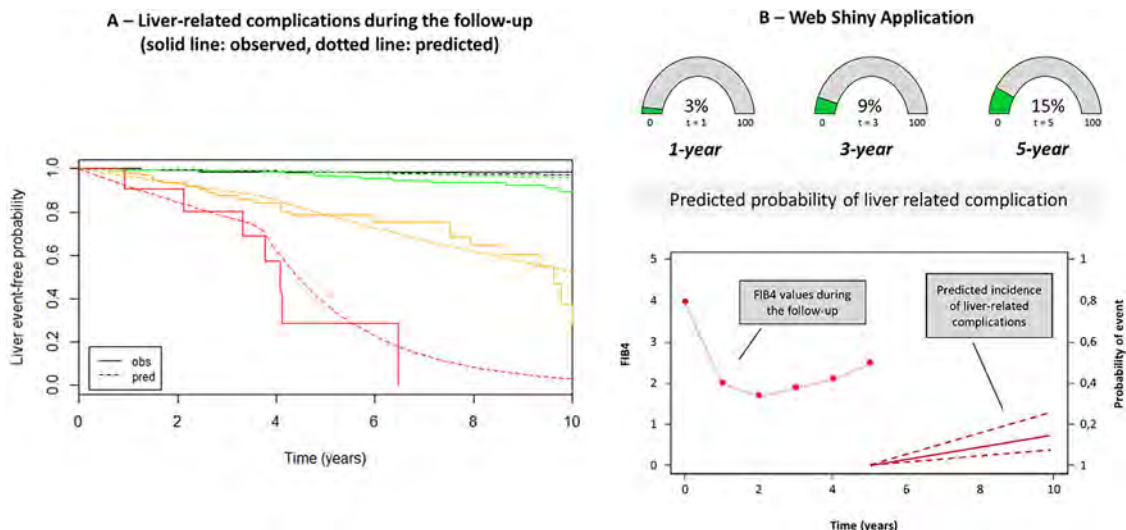 A – Liver-related complications during the follow-up
(solid line: observed, dotted line: predicted)
Liver event-free probability
1.0
0.8
0.6
0.4
0.2
0.0
obs
pred
0 2 4 6 8 10
Time (years)
B – Web Shiny Application
3%
t = 1
0 100
1-year
9%
t = 3
0 100
3-year
15%
t = 5
0 100
5-year
Predicted probability of liver related complication
FIB4
5
4
3
2
1
0
FIB4 values during
the follow-up
Predicted incidence
of liver-related
complications
1
0,8
0,6
0,4
0,2
1
Probability of event
0 2 4 6 8 10
Time (years)